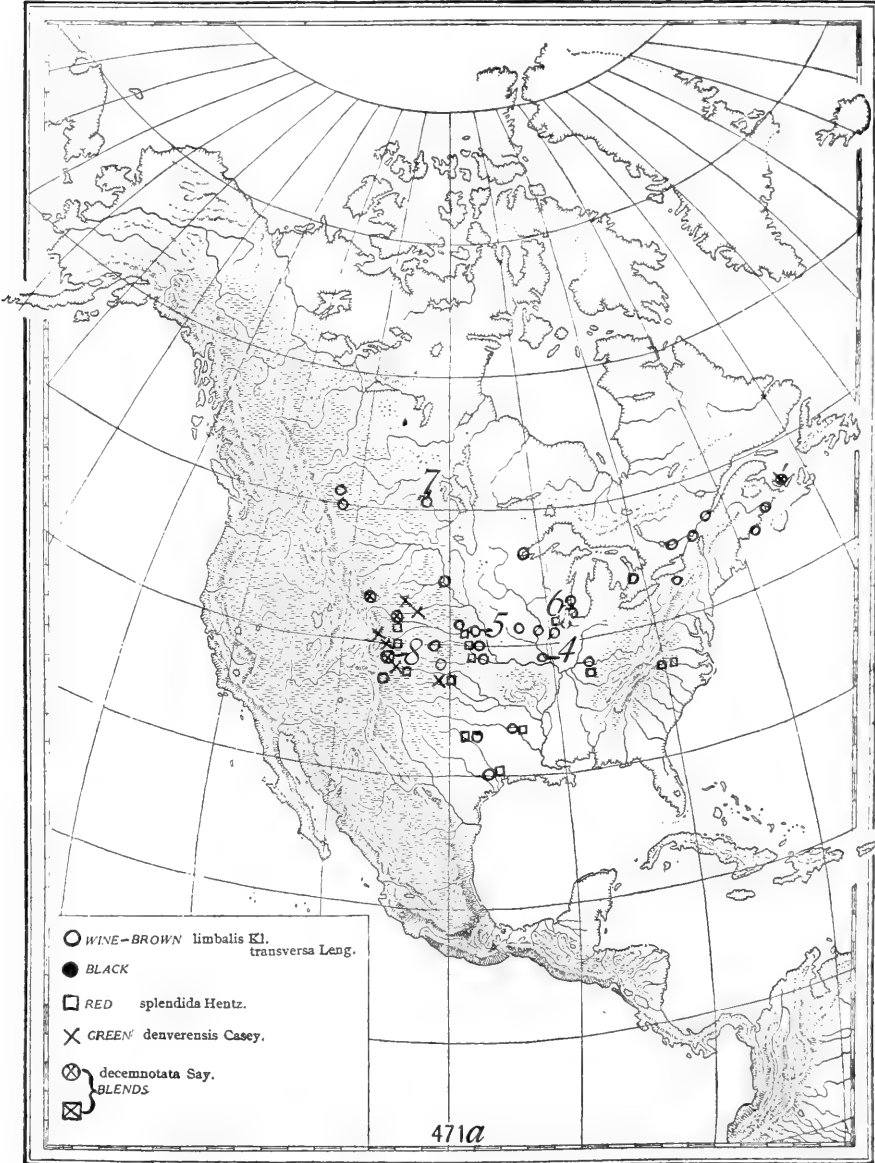 7
6
5
4
8
WINE-BROWN limbalis Kl.
transversa Leng.
BLACK
RED splendida Hentz.
GREEN denverensis Casey.
decemnotata Say.
BLENDS
471a